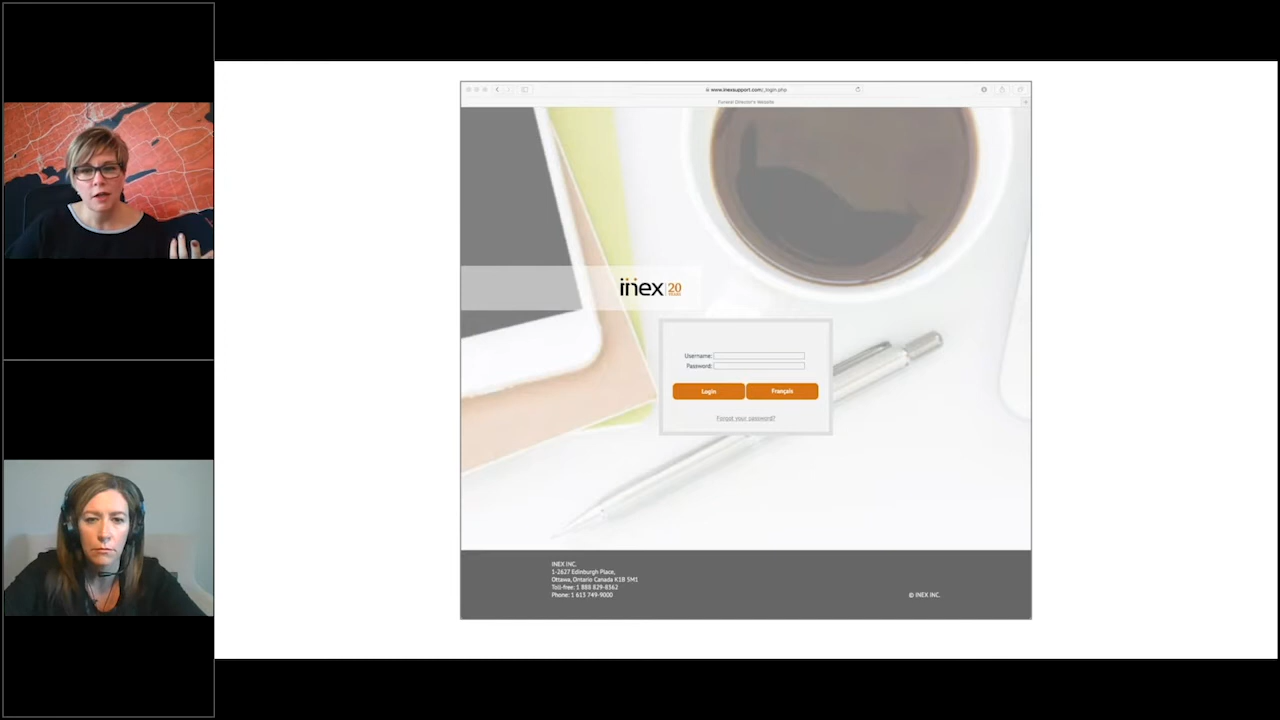 www.inexsupport.com/_login.php
Funeral Director's Website
inex 20
YEARS
Username:
Password:
Login
Français
Forgot your password?
INEX INC.
1-2627 Edinburgh Place,
Ottawa, Ontario Canada K1B 5M1
Toll-free: 1 888 829-8362
Phone: 1 613 749-9000
© INEX INC.